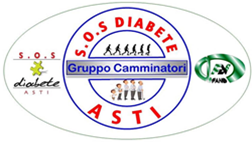 S.O.S DIABETE
S.O.S
diabete
ASTI
Gruppo Camminatori
FAND
ASTI